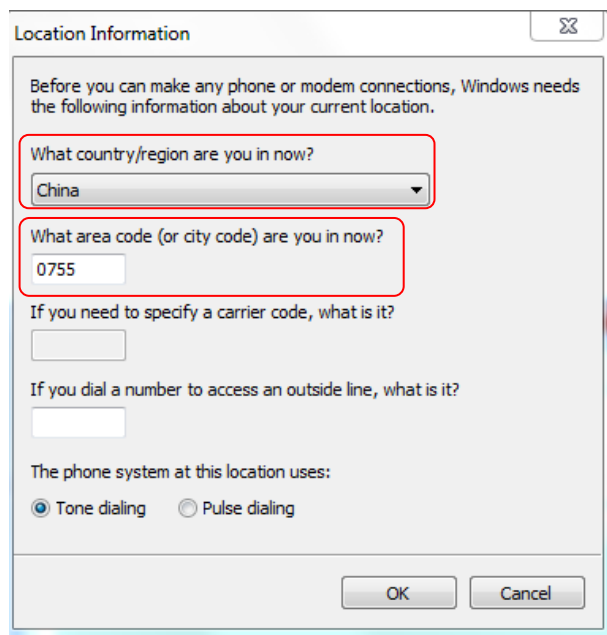 Location Information
Before you can make any phone or modem connections, Windows needs
the following information about your current location.
What country/region are you in now?
China
What area code (or city code) are you in now?
0755
If you need to specify a carrier code, what is it?
If you dial a number to access an outside line, what is it?
The phone system at this location uses:
Tone dialing Pulse dialing
OK Cancel